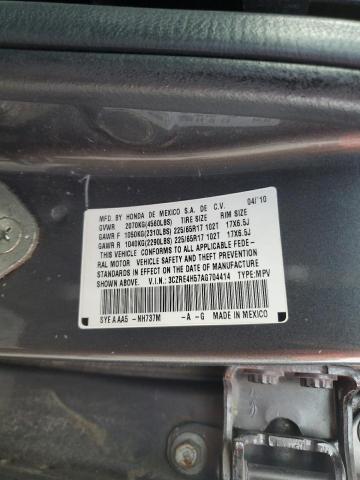 MFD. BY HONDA DE MEXICO S.A. DE C.V. 04/'10
GVWR 2070KG(4560LBS) TIRE SIZE RIM SIZE
GAWR F 1050KG(2310LBS) 225/65R17 102T 17X6.5J
GAWR R 1040KG(2290LBS) 225/65R17 102T 17X6.5J
THIS VEHICLE CONFORMS TO ALL APPLICABLE FEDE-
RAL MOTOR VEHICLE SAFETY AND THEFT PREVENTION
STANDARDS IN EFFECT ON THE DATE OF MANUFACTURE
SHOWN ABOVE. V.I.N.: 3CZRE4H57AG704414 TYPE:MPV
SYE A AA5 -NH737M -A -G MADE IN MEXICO